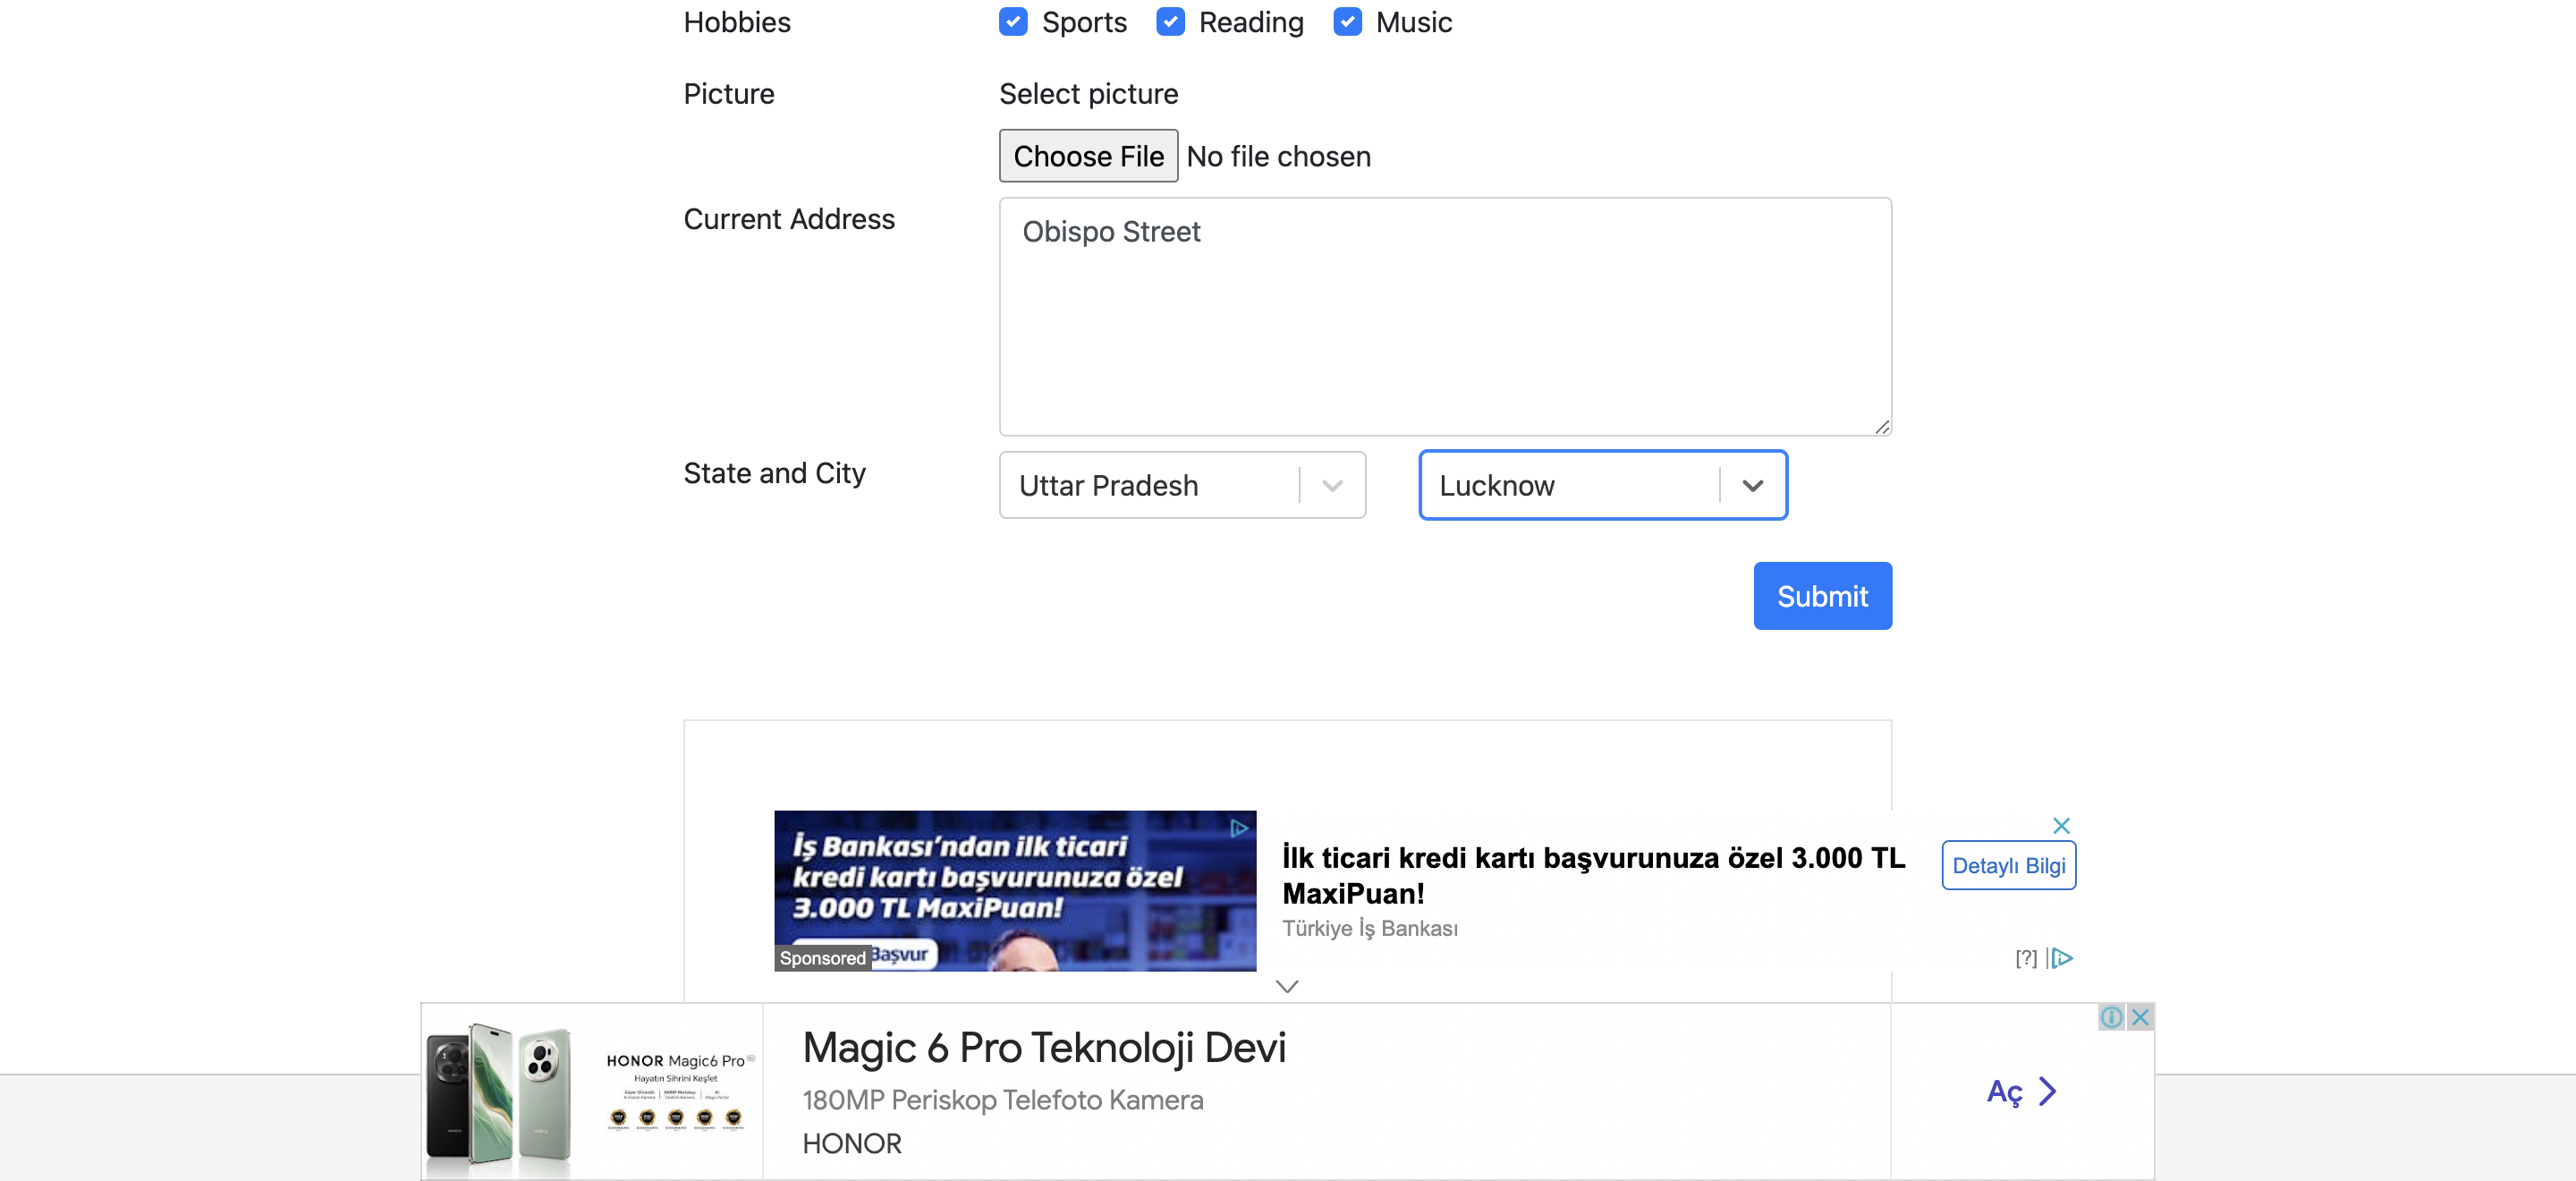 Hobbies
Sports Reading Music
Picture
Select picture
Choose File No file chosen
Current Address
Obispo Street
State and City
Uttar Pradesh
Lucknow
Submit
İş Bankası'ndan ilk ticari
kredi kartı başvurunuza özel
3.000 TL MaxiPuan!
Sponsored
Başvur
İlk ticari kredi kartı başvurunuza özel 3.000 TL
MaxiPuan!
Türkiye İş Bankası
Detaylı Bilgi
[?]
HONOR Magic6 Pro
Hayatın Sihrini Keşfet
Magic 6 Pro Teknoloji Devi
180MP Periskop Telefoto Kamera
HONOR
Aç